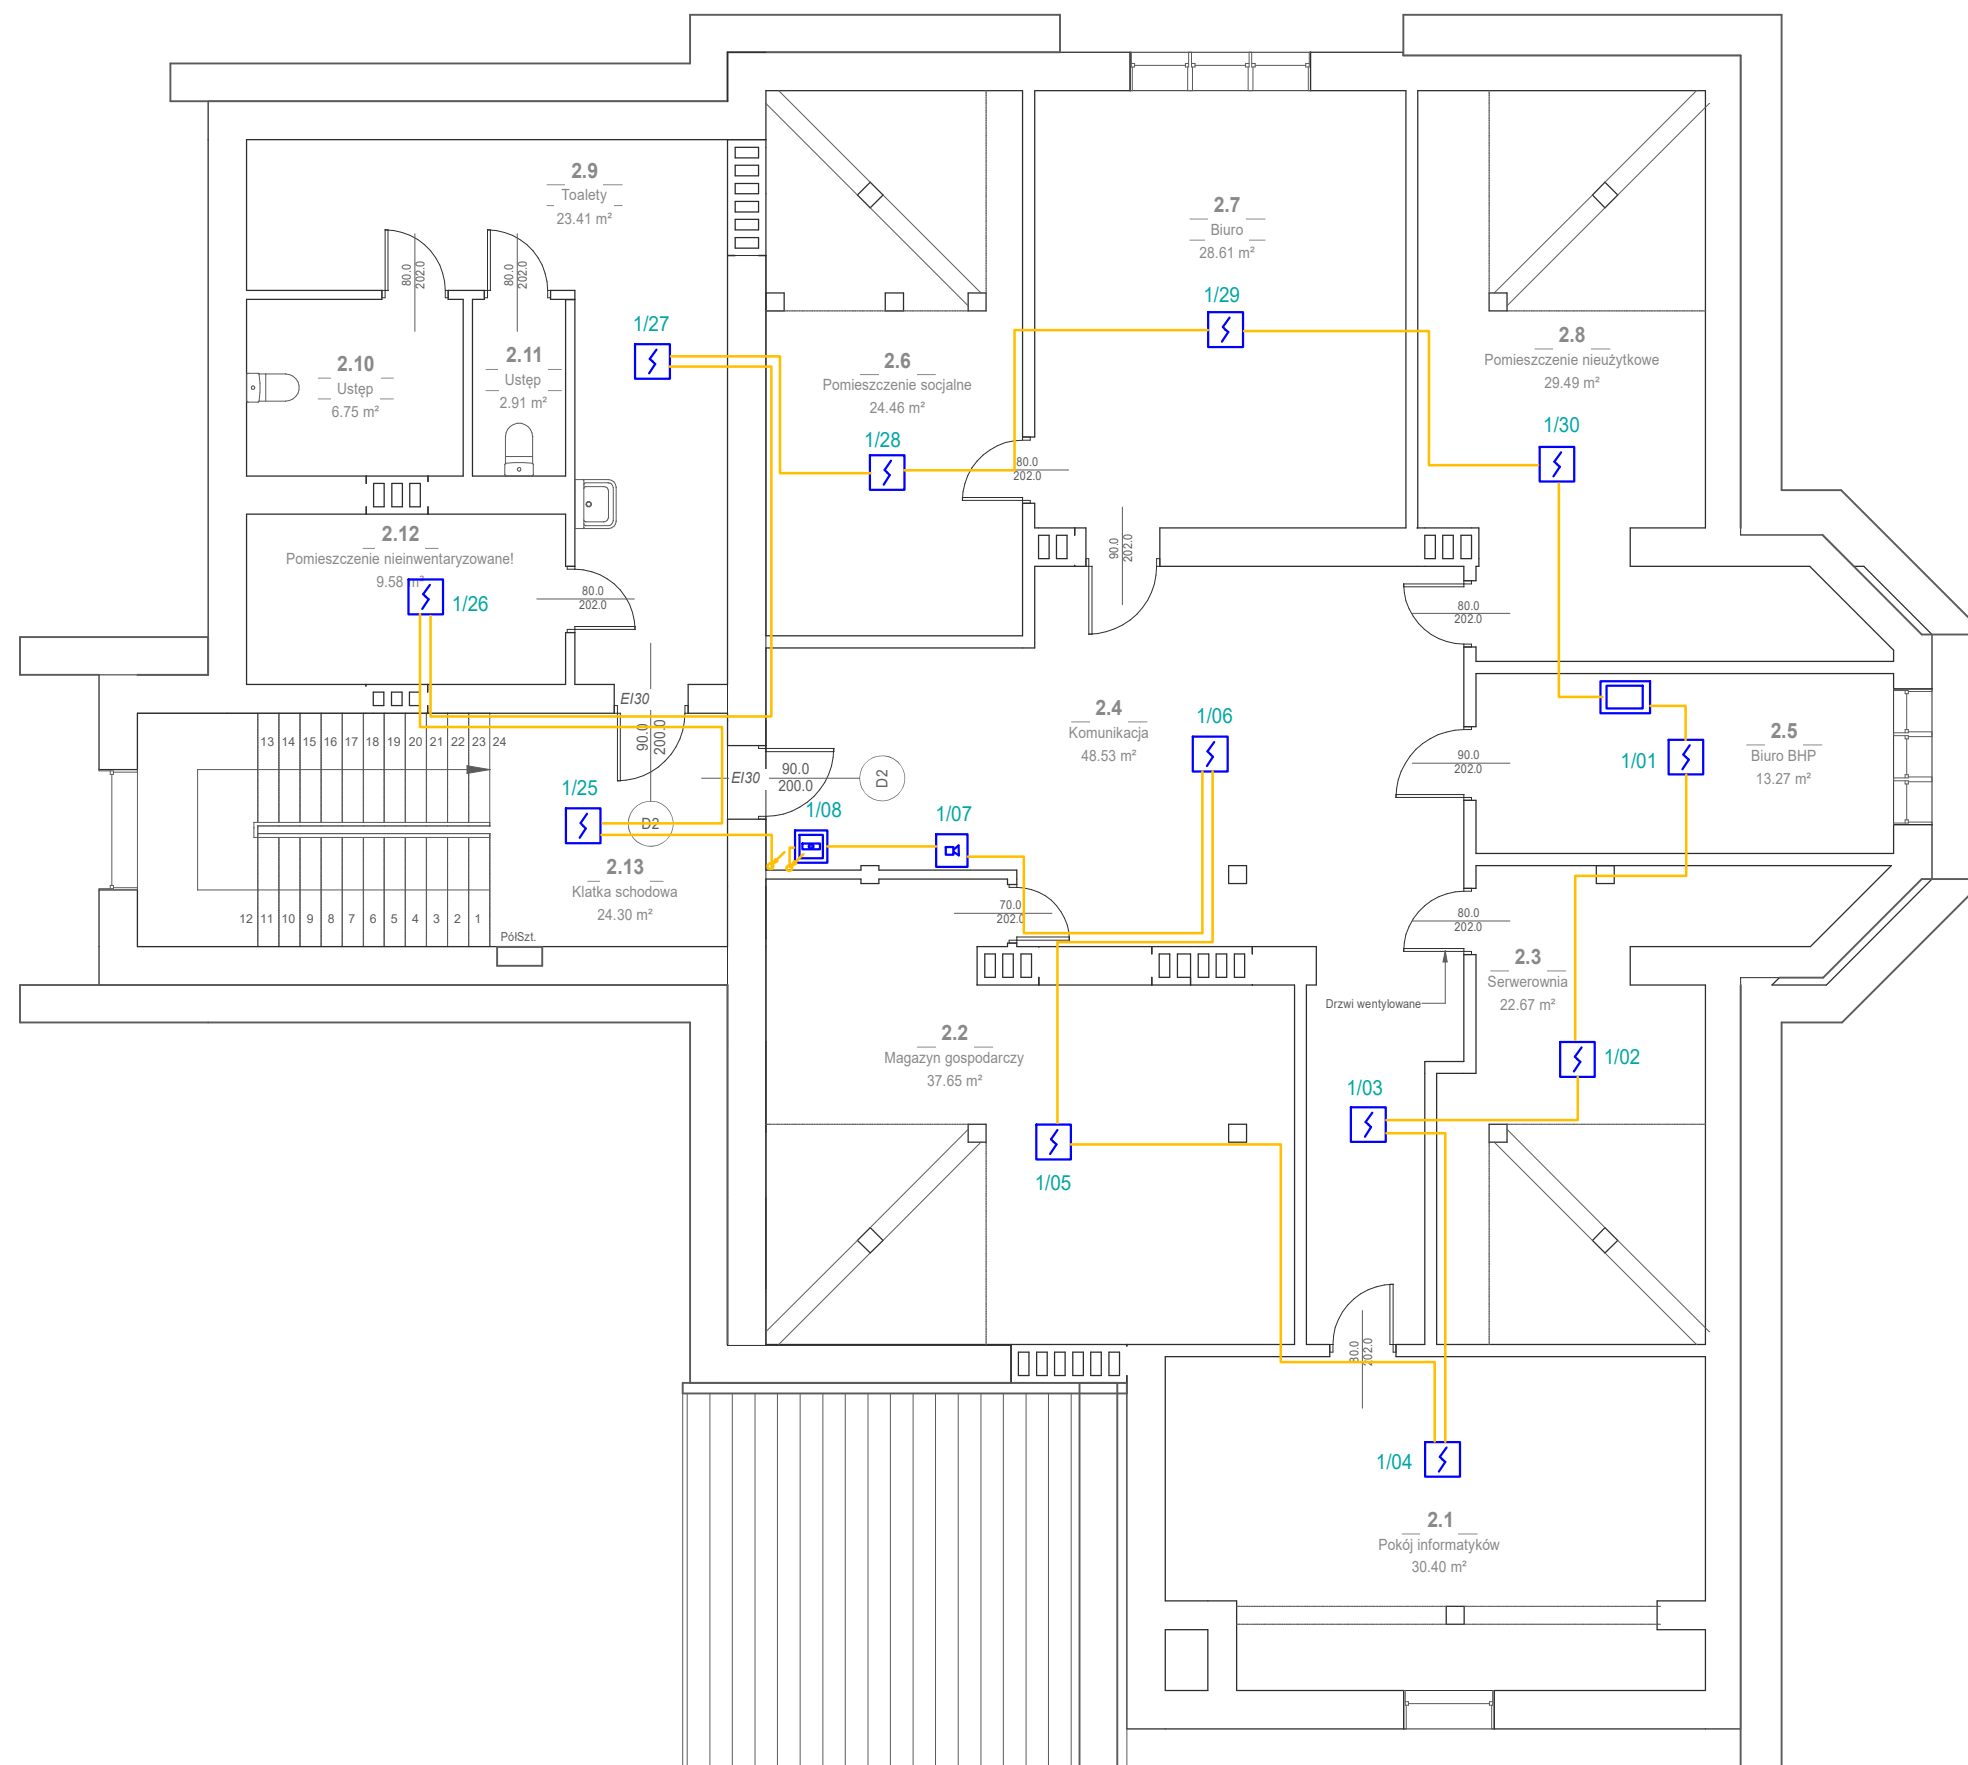 2.9
Toalety
23.41 m²
80.0
202.0
80.0
202.0
2.7
Biuro
28.61 m²
1/29
1/27
2.10
Ustęp
6.75 m²
2.11
Ustęp
2.91 m²
2.6
Pomieszczenie socjalne
24.46 m²
1/28
80.0
202.0
2.8
Pomieszczenie nieużytkowe
29.49 m²
1/30
2.12
Pomieszczenie nieinwentaryzowane!
9.58 m²
1/26
80.0
202.0
90.0
202.0
80.0
202.0
EI30
90.0
200.0
D2
EI30
90.0
200.0
D2
2.4
Komunikacja
48.53 m²
1/06
90.0
202.0
1/01
2.5
Biuro BHP
13.27 m²
13 14 15 16 17 18 19 20 21 22 23 24
1/25
1/08
1/07
2.13
Klatka schodowa
24.30 m²
12 11 10 9 8 7 6 5 4 3 2 1
PółSzt.
70.0
202.0
80.0
202.0
2.3
Serwerownia
22.67 m²
Drzwi wentylowane
2.2
Magazyn gospodarczy
37.65 m²
1/02
1/03
1/05
80.0
202.0
1/04
2.1
Pokój informatyków
30.40 m²